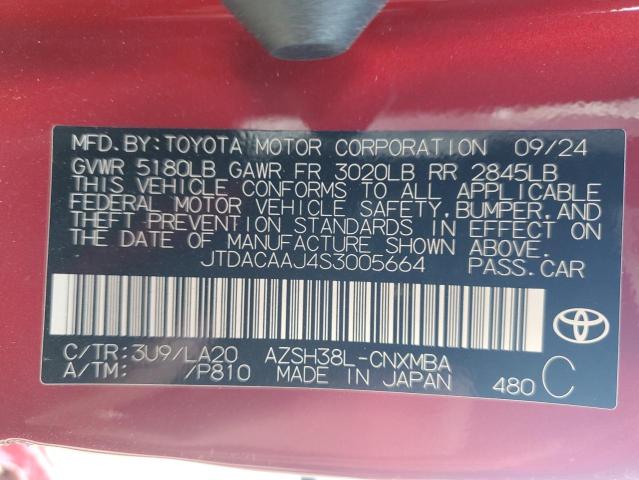 MFD. BY: TOYOTA MOTOR CORPORATION 09/24
GVWR 5180LB GAWR FR 3020LB RR 2845LB
THIS VEHICLE CONFORMS TO ALL APPLICABLE
FEDERAL MOTOR VEHICLE SAFETY, BUMPER, AND
THEFT PREVENTION STANDARDS IN EFFECT ON
THE DATE OF MANUFACTURE SHOWN ABOVE.
JTDACAAJ4S3005664 PASS. CAR
C/TR: 3U9/LA20 AZSH38L-CNXMBA
A/TM: /P810 MADE IN JAPAN 480 C